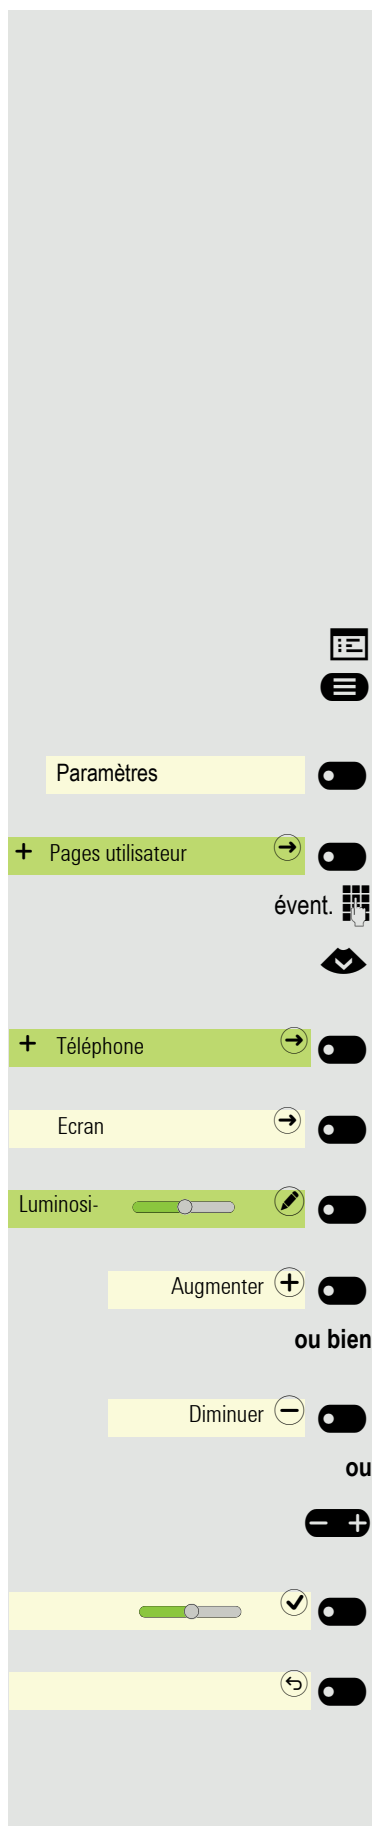 Paramètres
+ Pages utilisateur
évent.
+ Téléphone
Ecran
Luminosi-
Augmenter
ou bien
Diminuer
ou